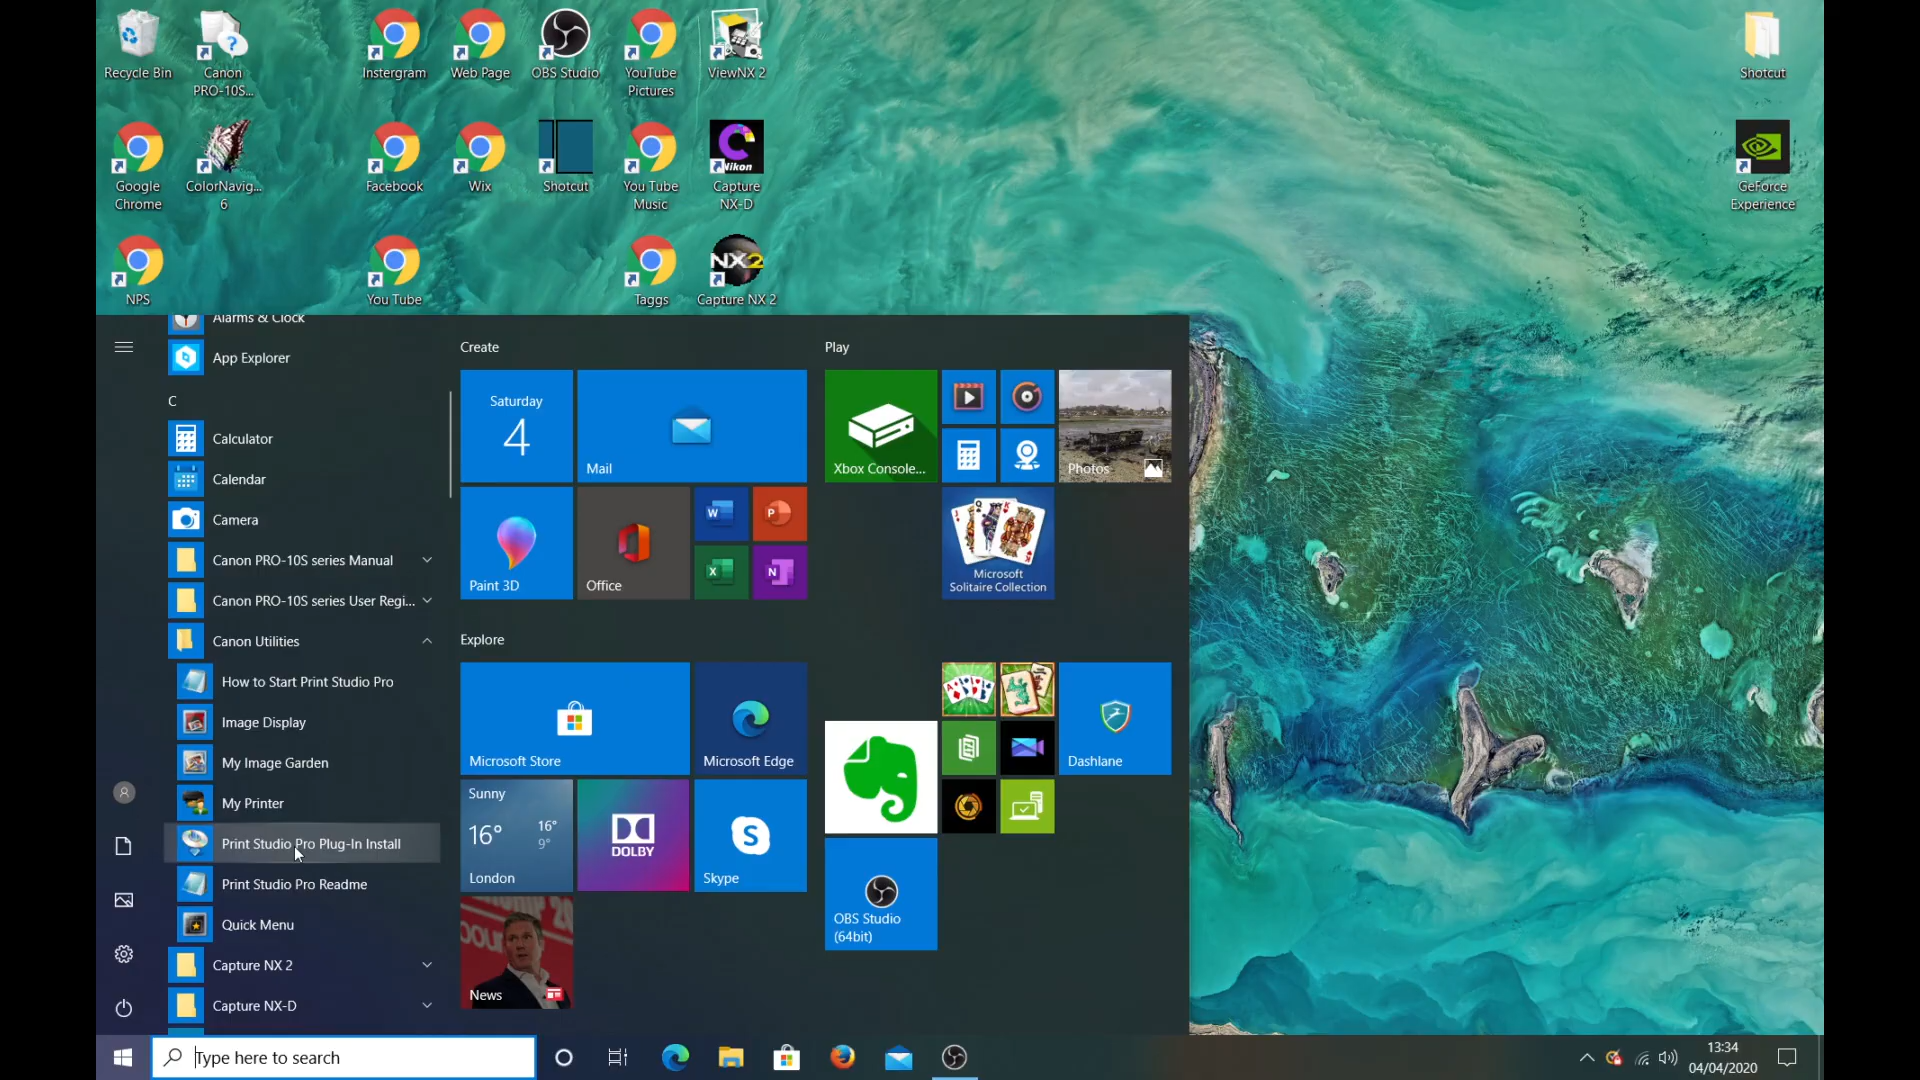 Recycle Bin
Canon
PRO-10S...
Instergram
Web Page
OBS Studio
YouTube
Pictures
ViewNX 2
Shotcut
Google
Chrome
ColorNavig...
6
Facebook
Wix
Shotcut
You Tube
Music
Nikon
Capture
NX-D
GeForce
Experience
NPS
You Tube
Taggs
NX2
Capture NX 2
Alarms & Clock
App Explorer
C
Calculator
Calendar
Camera
Canon PRO-10S series Manual
Canon PRO-10S series User Regi...
Canon Utilities
How to Start Print Studio Pro
Image Display
My Image Garden
My Printer
Print Studio Pro Plug-In Install
Print Studio Pro Readme
Quick Menu
Capture NX 2
Capture NX-D
Create
Saturday
4
Mail
Paint 3D
Office
W
P
X
N
Explore
Microsoft Store
Microsoft Edge
Sunny
16°
16°
9°
London
DOLBY
Skype
News
Play
Xbox Console...
Photos
Microsoft
Solitaire Collection
Dashlane
OBS Studio
(64bit)
Type here to search
13:34
04/04/2020